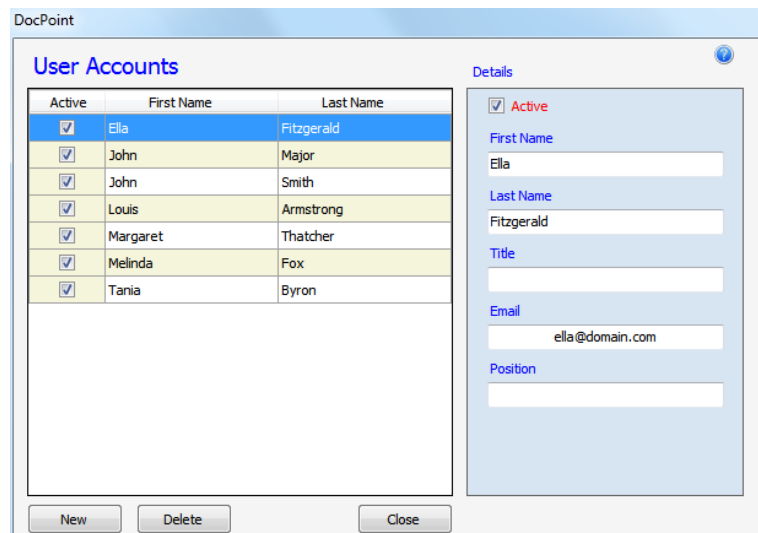 DocPoint
User Accounts
Active First Name Last Name
Ella Fitzgerald
John Major
John Smith
Louis Armstrong
Margaret Thatcher
Melinda Fox
Tania Byron
New Delete Close
Details
Active
First Name
Ella
Last Name
Fitzgerald
Title
Email
ella@domain.com
Position